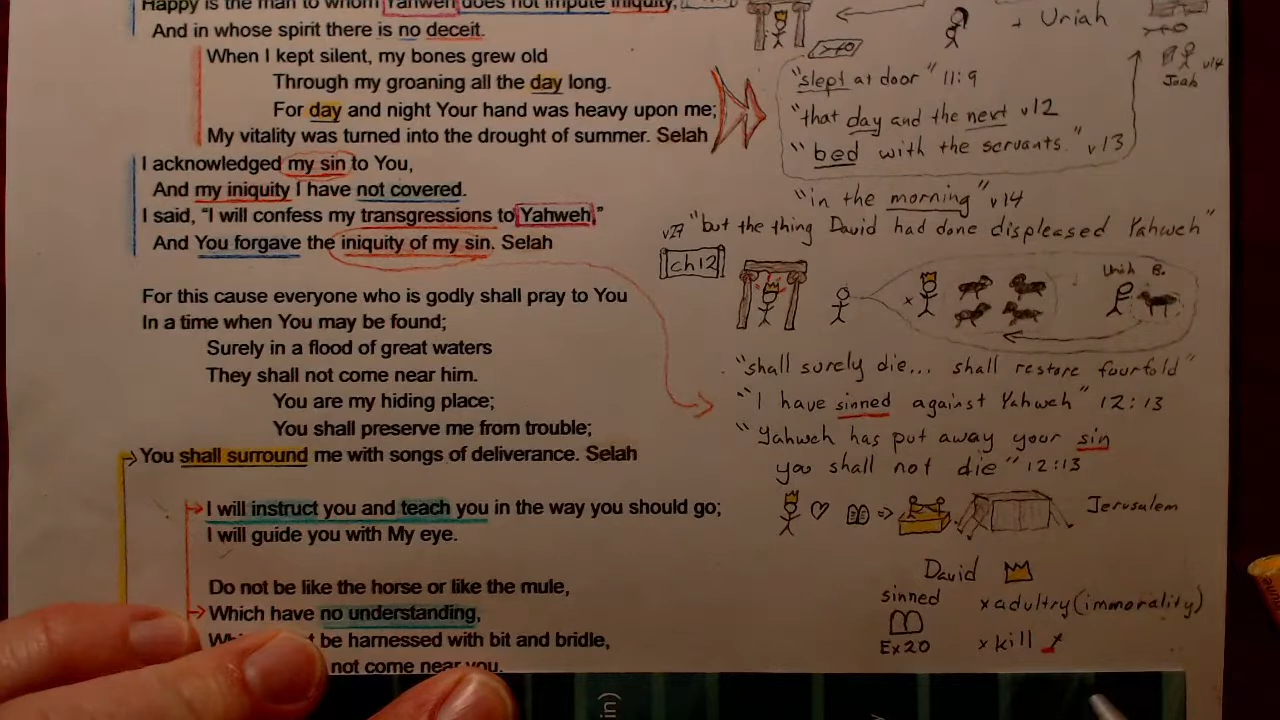 Happy is the man to whom Yahweh does not impute iniquity,
And in whose spirit there is no deceit.
When I kept silent, my bones grew old
Through my groaning all the day long.
For day and night Your hand was heavy upon me;
My vitality was turned into the drought of summer. Selah
I acknowledged my sin to You,
And my iniquity I have not covered.
I said, "I will confess my transgressions to Yahweh,"
And You forgave the iniquity of my sin. Selah
For this cause everyone who is godly shall pray to You
In a time when You may be found;
Surely in a flood of great waters
They shall not come near him.
You are my hiding place;
You shall preserve me from trouble;
You shall surround me with songs of deliverance. Selah
I will instruct you and teach you in the way you should go;
I will guide you with My eye.
Do not be like the horse or like the mule,
Which have no understanding,
be harnessed with bit and bridle,
not come near you.
+ Uriah
v14
Joab
"slept at door" 11:9
"that day and the next v12
"bed with the servants." v13
"in the morning" v14
v27 "but the thing David had done displeased Yahweh"
ch12
Uriah B.
"shall surely die... shall restore fourfold"
"I have sinned against Yahweh" 12:13
"Yahweh has put away your sin
you shall not die" 12:13
Jerusalem
David
sinned
x adultry (immorality)
Ex20
x kill
in)